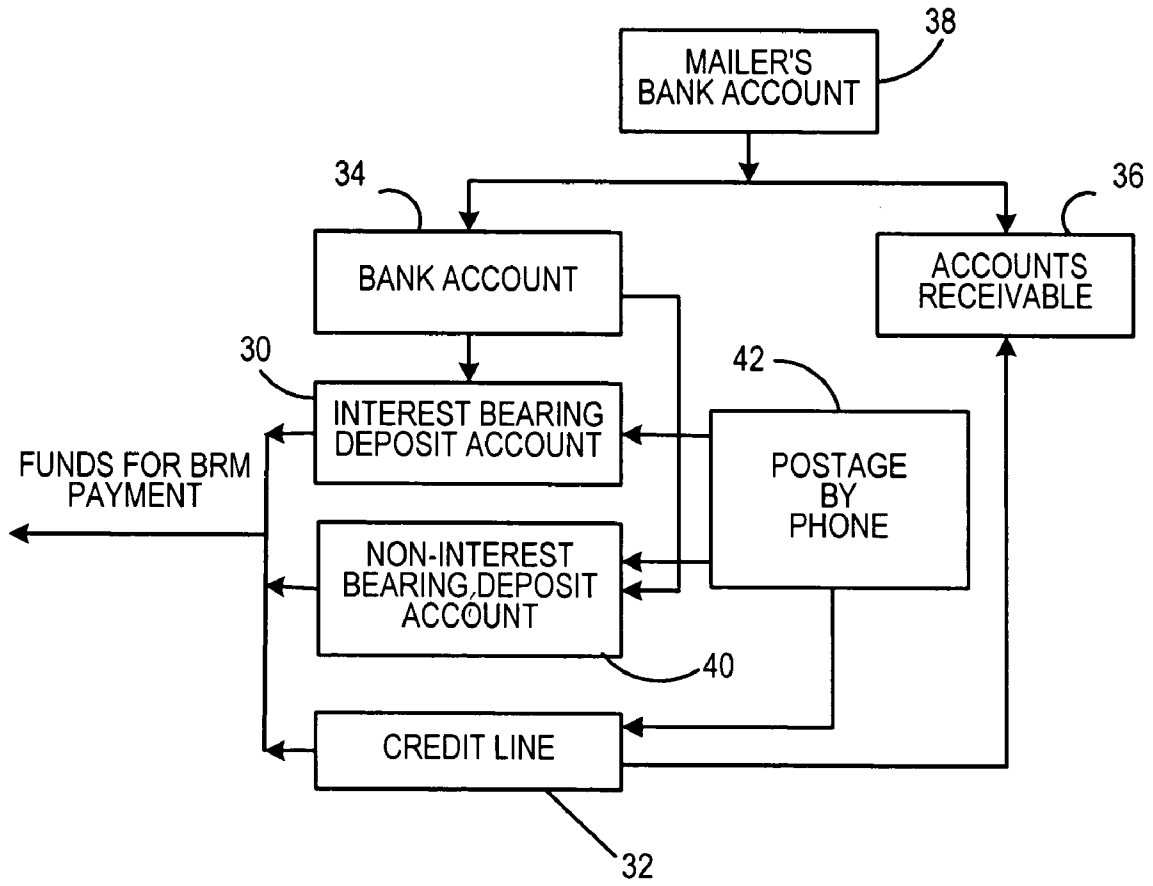 38
MAILER'S
BANK ACCOUNT
34
36
BANK ACCOUNT
ACCOUNTS
RECEIVABLE
30
42
INTEREST BEARING
DEPOSIT ACCOUNT
FUNDS FOR BRM
PAYMENT
POSTAGE
BY
PHONE
NON-INTEREST
BEARING DEPOSIT
ACCOUNT
40
CREDIT LINE
32